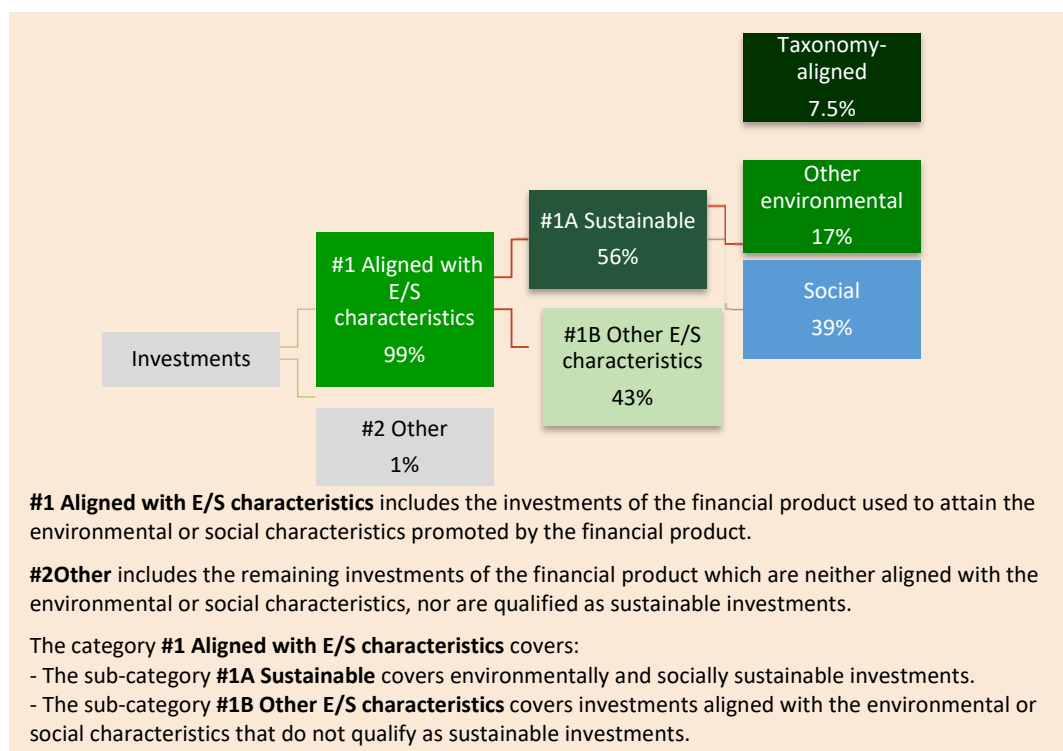 Taxonomy-
aligned
7.5%
Other
environmental
17%
#1A Sustainable
56%
#1 Aligned with
E/S
characteristics
99%
Social
39%
#1B Other E/S
characteristics
43%
Investments
#2 Other
1%
#1 Aligned with E/S characteristics includes the investments of the financial product used to attain the
environmental or social characteristics promoted by the financial product.
#2Other includes the remaining investments of the financial product which are neither aligned with the
environmental or social characteristics, nor are qualified as sustainable investments.
The category #1 Aligned with E/S characteristics covers:
- The sub-category #1A Sustainable covers environmentally and socially sustainable investments.
- The sub-category #1B Other E/S characteristics covers investments aligned with the environmental or
social characteristics that do not qualify as sustainable investments.